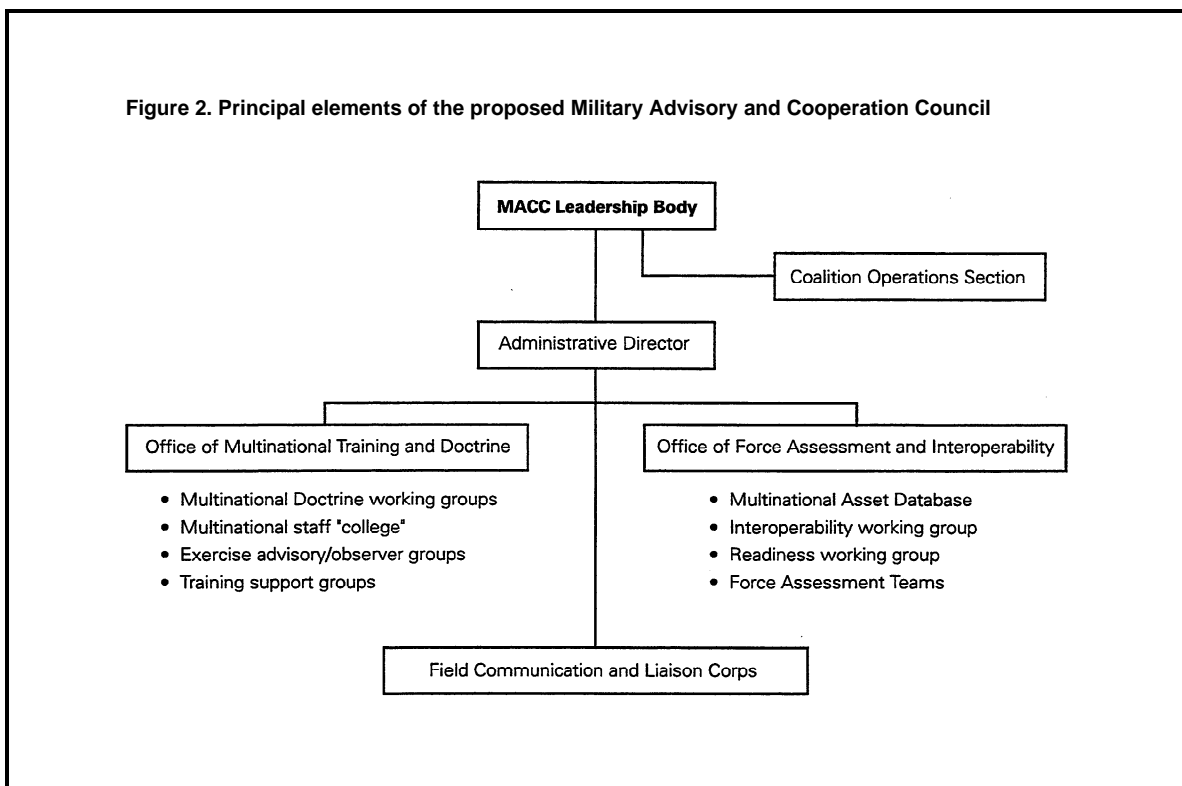 Figure 2. Principal elements of the proposed Military Advisory and Cooperation Council
MACC Leadership Body
Coalition Operations Section
Administrative Director
Office of Multinational Training and Doctrine
• Multinational Doctrine working groups
• Multinational staff "college"
• Exercise advisory/observer groups
• Training support groups
Office of Force Assessment and Interoperability
• Multinational Asset Database
• Interoperability working group
• Readiness working group
• Force Assessment Teams
Field Communication and Liaison Corps